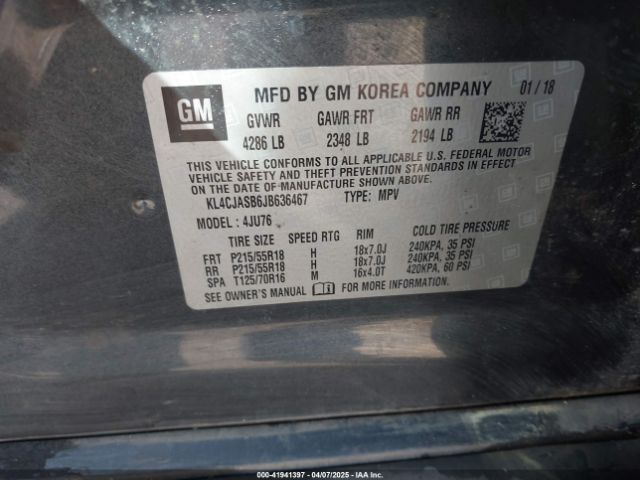 GM
MFD BY GM KOREA COMPANY 01 / 18
GVWR GAWR FRT GAWR RR
4286 LB 2348 LB 2194 LB
THIS VEHICLE CONFORMS TO ALL APPLICABLE U.S. FEDERAL MOTOR
VEHICLE SAFETY AND THEFT PREVENTION STANDARDS IN EFFECT
ON THE DATE OF MANUFACTURE SHOWN ABOVE.
KL4CJASB6JB636467 TYPE: MPV
MODEL : 4JU76
TIRE SIZE SPEED RTG RIM COLD TIRE PRESSURE
FRT P215/55R18 H 18x7.0J 240KPA, 35 PSI
RR P215/55R18 H 18x7.0J 240KPA, 35 PSI
SPA T125/70R16 M 16x4.0T 420KPA, 60 PSI
SEE OWNER'S MANUAL FOR MORE INFORMATION
00-41941397 - 04/07/2025 - IAA Inc.